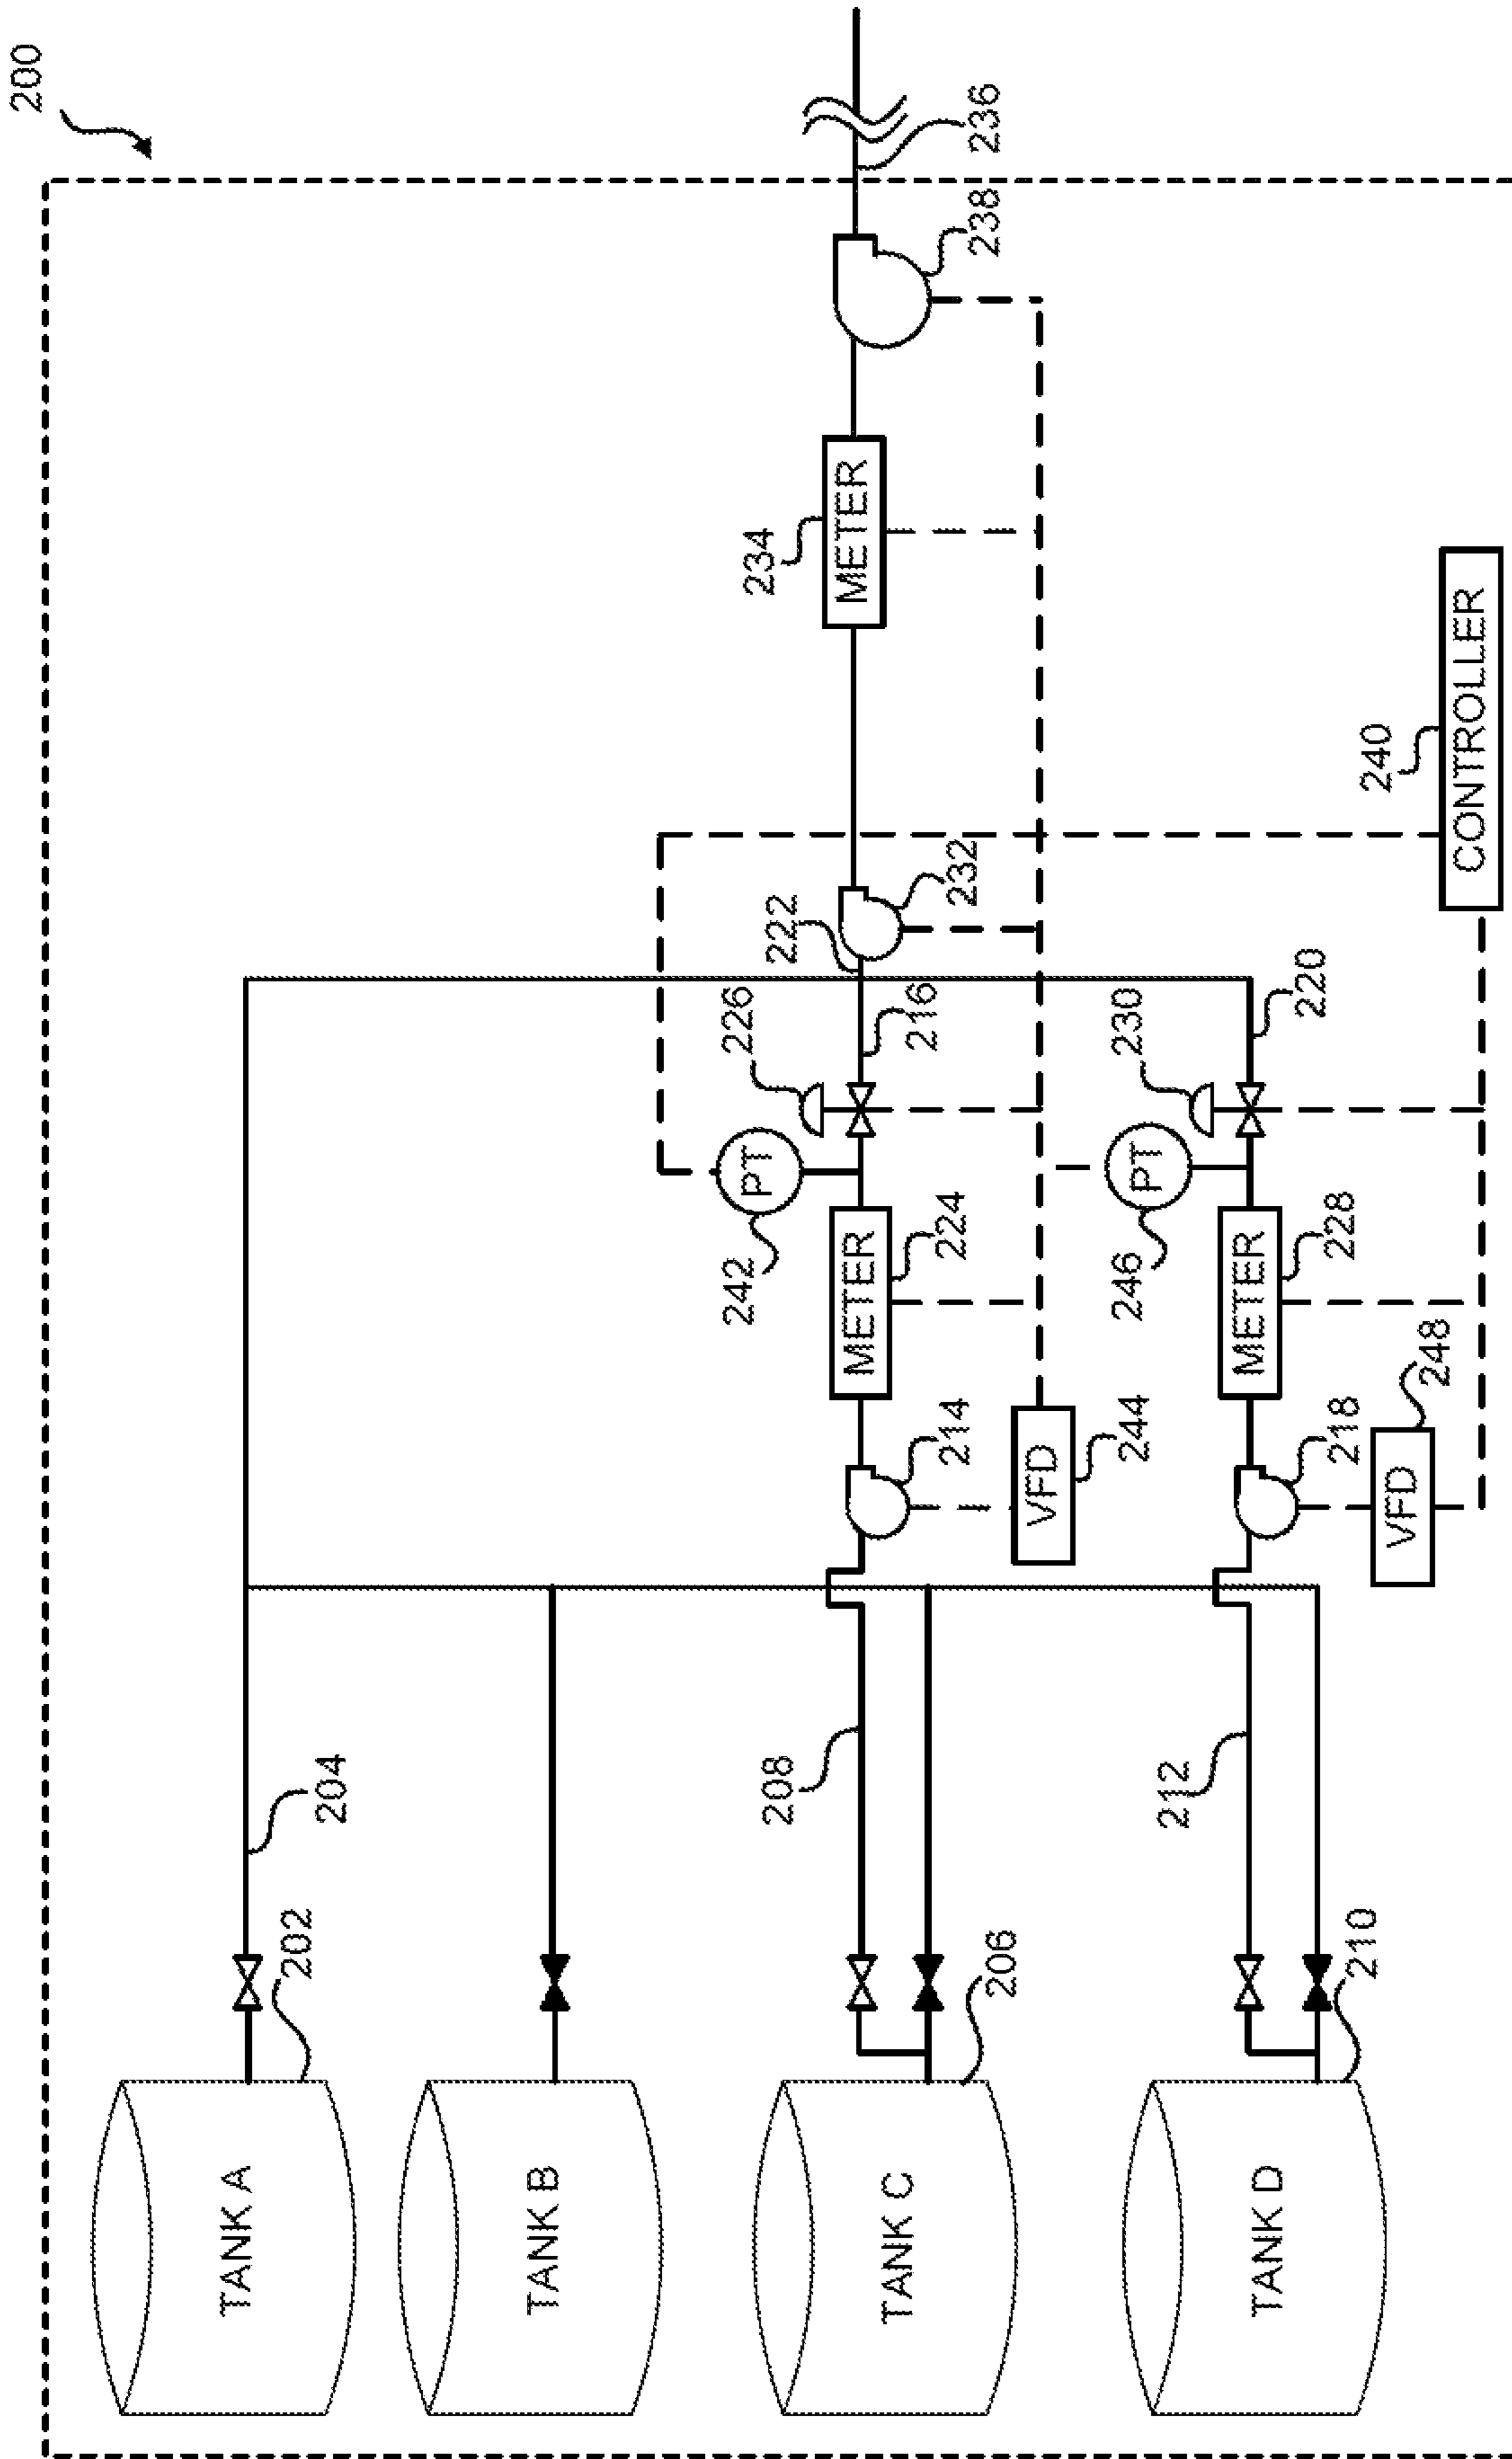 200
TANK A
202
204
TANK B
TANK C
206
208
214
METER
224
PT
242
226
216
222
232
METER
234
238
236
VFD
244
TANK D
210
212
218
METER
228
PT
246
230
220
VFD
248
CONTROLLER
240